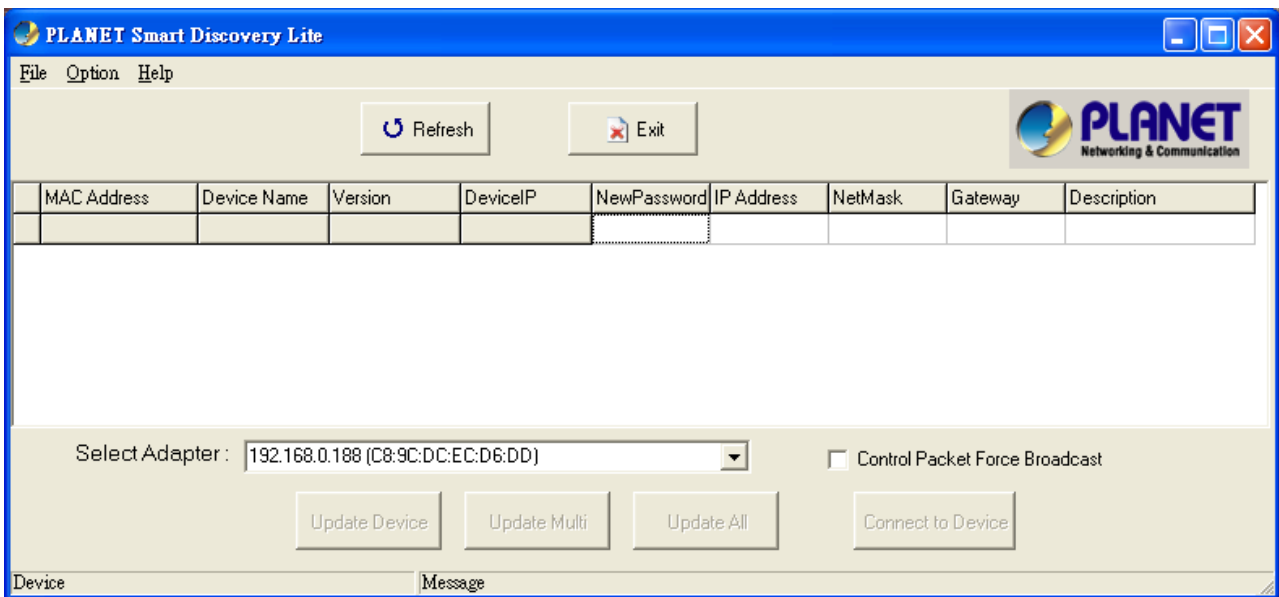 PLANET Smart Discovery Lite
File Option Help
Refresh Exit PLANET
Networking & Communication
MAC Address Device Name Version DeviceIP NewPassword IP Address NetMask Gateway Description
Select Adapter : 192.168.0.188 (C8:9C:DC:EC:D6:DD) Control Packet Force Broadcast
Update Device Update Multi Update All Connect to Device
Device Message